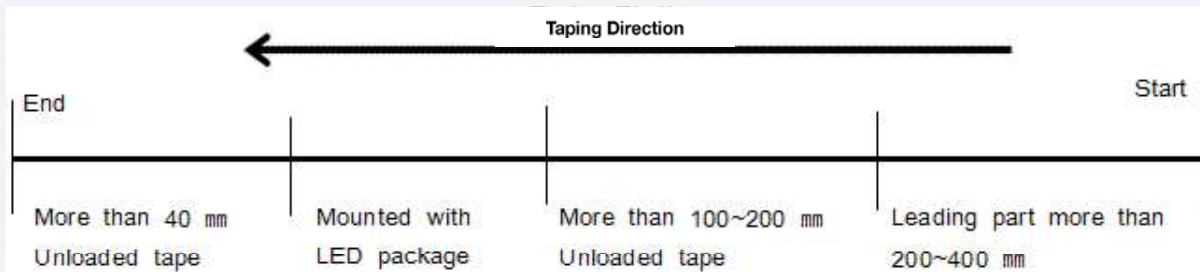 Taping Direction
Start
End
More than 40 ㎜
Unloaded tape
Mounted with
LED package
More than 100~200 ㎜
Unloaded tape
Leading part more than
200~400 ㎜